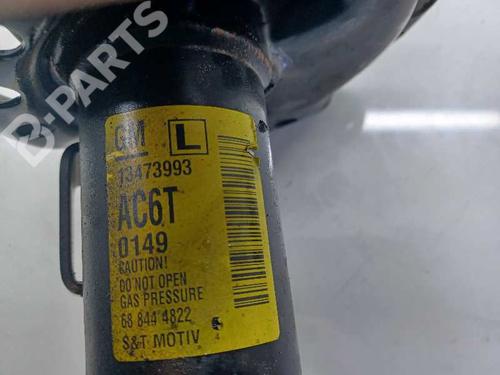 B-PARTS
GM L
13473993
AC6T
0149
CAUTION!
DO NOT OPEN
GAS PRESSURE
68 844 4822
S&T MOTIV